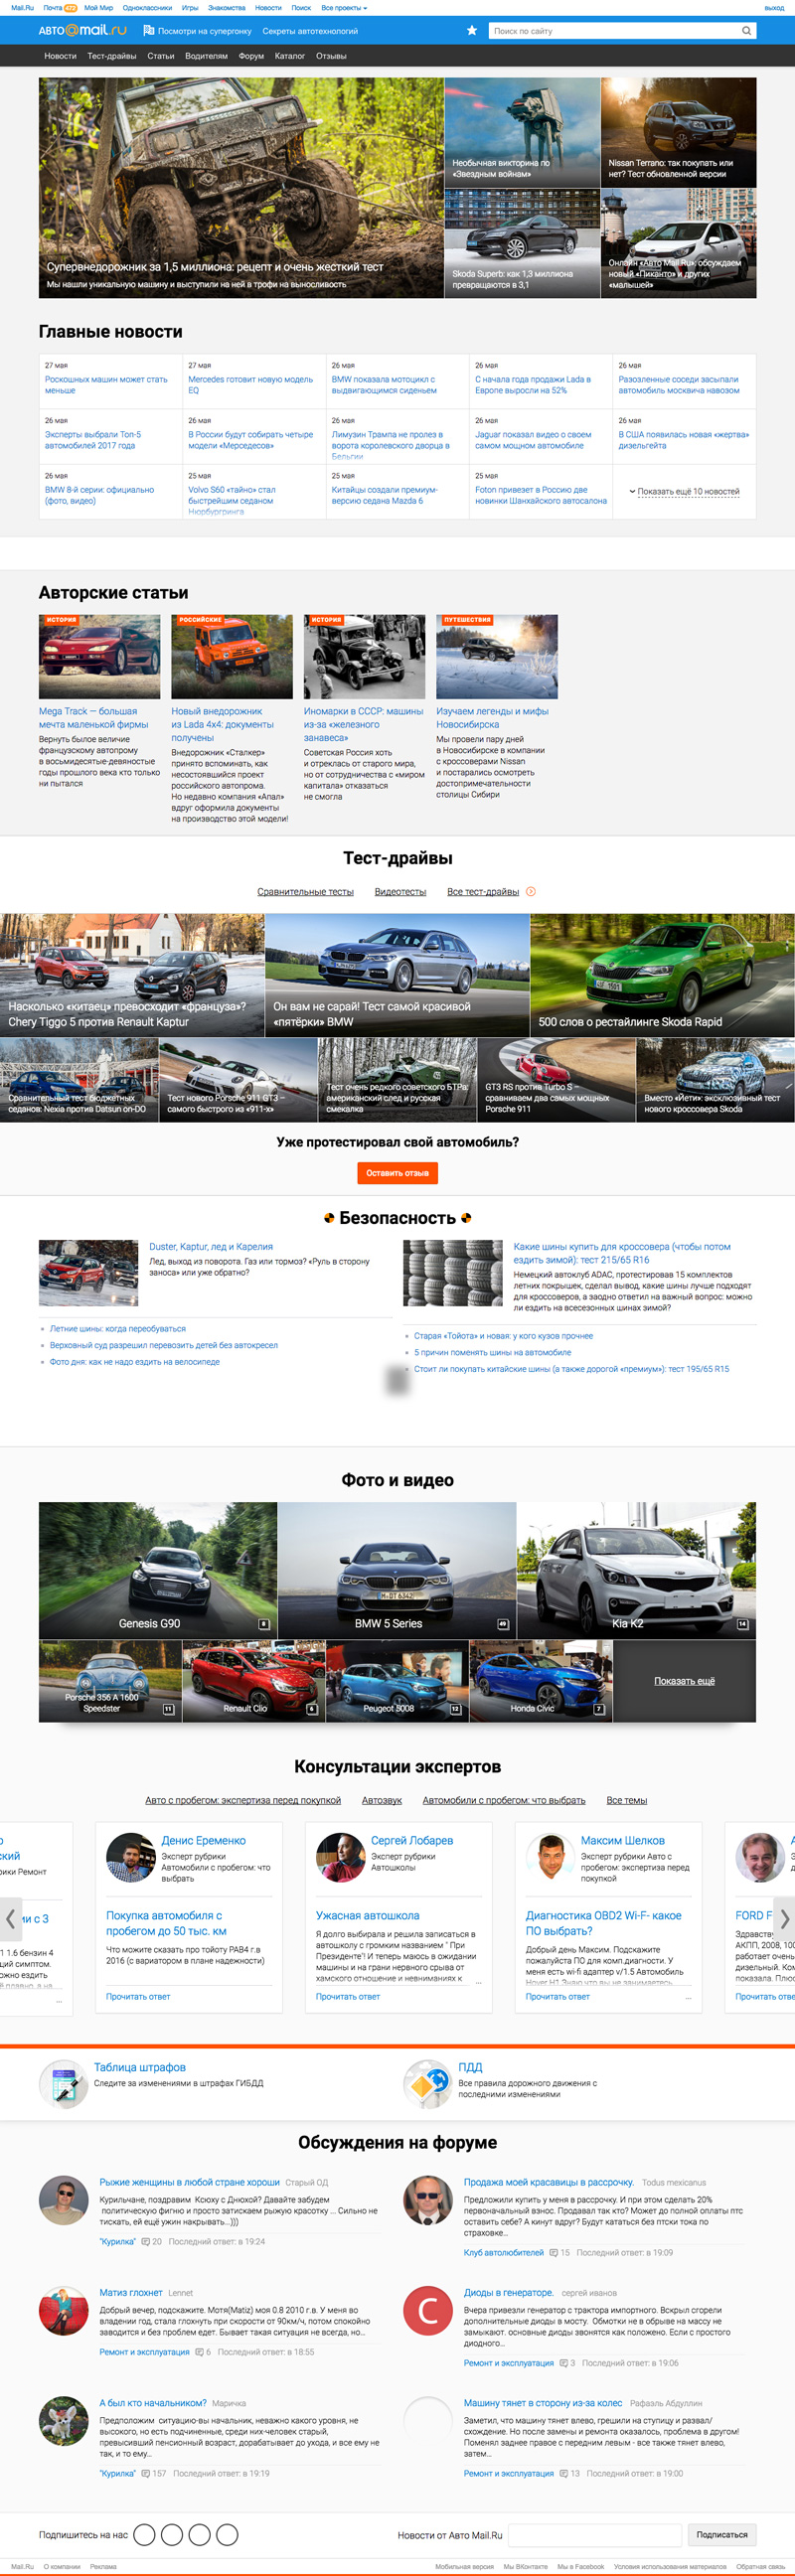 Mail.Ru Почта 472 Мой Мир Одноклассники Игры Знакомства Новости Поиск Все проекты выход
АВТО@mail.ru Посмотри на супергонку Секреты автотехнологий Поиск по сайту
Новости Тест-драйвы Статьи Водителям Форум Каталог Отзывы
Супервнедорожник за 1,5 миллиона: рецепт и очень жесткий тест
Мы нашли уникальную машину и выступили на ней в трофи на выносливость
Необычная викторина по
«Звездным войнам»
Nissan Terrano: так покупать или
нет? Тест обновленной версии
Skoda Superb: как 1,3 миллиона
превращаются в 3,1
Онлайн «Авто Mail.Ru»: обсуждаем
новый «Пиканто» и других
«малышей»
Главные новости
27 мая
Роскошных машин может стать
меньше
27 мая
Mercedes готовит новую модель
EQ
26 мая
BMW показала мотоцикл с
выдвигающимся сиденьем
26 мая
С начала года продажи Lada в
Европе выросли на 52%
26 мая
Разозленные соседи засыпали
автомобиль москвича навозом
26 мая
Эксперты выбрали Топ-5
автомобилей 2017 года
26 мая
В России будут собирать четыре
модели «Мерседесов»
26 мая
Лимузин Трампа не пролез в
ворота королевского дворца в
Бельгии
26 мая
Jaguar показал видео о своем
самом мощном автомобиле
26 мая
В США появилась новая «жертва»
дизельгейта
26 мая
BMW 8-й серии: официально
(фото, видео)
25 мая
Volvo S60 «тайно» стал
быстрейшим седаном
Нюрбургринга
25 мая
Китайцы создали премиум-
версию седана Mazda 6
25 мая
Foton привезет в Россию две
новинки Шанхайского автосалона
Показать ещё 10 новостей
Авторские статьи
ИСТОРИЯ
Mega Track — большая
мечта маленькой фирмы
Вернуть былое величие
французскому автопрому
в восьмидесятые-девяностые
годы прошлого века кто только
ни пытался
РОССИЙСКИЕ
Новый внедорожник
из Lada 4x4: документы
получены
Внедорожник «Сталкер»
принято вспоминать, как
несостоявшийся проект
российского автопрома.
Но недавно компания «Апал»
вдруг оформила документы
на производство этой модели!
ИСТОРИЯ
Иномарки в СССР: машины
из-за «железного
занавеса»
Советская Россия хоть
и отреклась от старого мира,
но от сотрудничества с «миром
капитала» отказаться
не смогла
ПУТЕШЕСТВИЯ
Изучаем легенды и мифы
Новосибирска
Мы провели пару дней
в Новосибирске в компании
с кроссоверами Nissan
и постарались осмотреть
достопримечательности
столицы Сибири
Тест-драйвы
Сравнительные тесты Видеотесты Все тест-драйвы
Насколько «китаец» превосходит «француза»?
Chery Tiggo 5 против Renault Kaptur
Он вам не сарай! Тест самой красивой
«пятёрки» BMW
500 слов о рестайлинге Skoda Rapid
Сравнительный тест бюджетных
седанов: Nexia против Datsun on-DO
Тест нового Porsche 911 GT3 –
самого быстрого из «911-х»
Тест очень редкого советского БТРа:
американский след и русская
смекалка
GT3 RS против Turbo S –
сравниваем два самых мощных
Porsche 911
Вместо «Йети»: эксклюзивный тест
нового кроссовера Skoda
Уже протестировал свой автомобиль?
Оставить отзыв
Безопасность
Duster, Kaptur, лед и Карелия
Лед, выход из поворота. Газ или тормоз? «Руль в сторону
заноса» или уже обратно?
Летние шины: когда переобуваться
Верховный суд разрешил перевозить детей без автокресел
Фото дня: как не надо ездить на велосипеде
Какие шины купить для кроссовера (чтобы потом
ездить зимой): тест 215/65 R16
Немецкий автоклуб ADAC, протестировав 15 комплектов
летних покрышек, сделал вывод, какие шины лучше подходят
для кроссоверов, а заодно ответил на важный вопрос: можно
ли ездить на всесезонных шинах зимой?
Старая «Тойота» и новая: у кого кузов прочнее
5 причин поменять шины на автомобиле
Стоит ли покупать китайские шины (а также дорогой «премиум»): тест 195/65 R15
Фото и видео
Genesis G90 8
BMW 5 Series 49
Kia K2 14
Porsche 356 A 1600
Speedster 11
Renault Clio 6
Peugeot 5008 12
Honda Civic 7
Показать ещё
Консультации экспертов
Авто с пробегом: экспертиза перед покупкой Автозвук Автомобили с пробегом: что выбрать Все темы
Денис Еременко
Эксперт рубрики
Автомобили с пробегом: что
выбрать
Покупка автомобиля с
пробегом до 50 тыс. км
Что можете сказать про тойоту РАВ4 г.в
2016 (с вариатором в плане надежности)
Прочитать ответ
Сергей Лобарев
Эксперт рубрики
Автошколы
Ужасная автошкола
Я долго выбирала и решила записаться в
автошколу с громким названием " При
Президенте"! И теперь маюсь в ожидании
машины и на грани нервного срыва от
хамского отношение и невнимания к ...
Прочитать ответ
Максим Шелков
Эксперт рубрики Авто с
пробегом: экспертиза перед
покупкой
Диагностика OBD2 Wi-Fi- какое
ПО выбрать?
Добрый день Максим. Подскажите
пожалуйста ПО для комп.диагности. У
меня есть wi-fi адаптер v/1.5 Автомобиль
Hover H1 Знаю что вы не занимаетесь
Прочитать ответ ...
FORD F
Прочитать отве
Таблица штрафов
Следите за изменениями в штрафах ГИБДД
ПДД
Все правила дорожного движения с
последними изменениями
Обсуждения на форуме
Рыжие женщины в любой стране хороши Старый ОД
Курильчане, поздравим Ксюху с Днюхой? Давайте забудем
политическую фигню и просто затискаем рыжую красотку ... Сильно не
тискать, ей ещё ужин накрывать...)))
"Курилка" 20 Последний ответ: в 19:24
Продажа моей красавицы в рассрочку. Todus mexicanus
Предложили купить у меня в рассрочку. И при этом сделать 20%
первоначальный взнос. Продавал так кто? Может до полной оплаты птс
оставить себе? А кинут вдруг? Будут кататься без птски тока по
страховке...
Клуб автолюбителей 15 Последний ответ: в 19:09
Матиз глохнет Lennet
Добрый вечер, подскажите. Мотя(Matiz) моя 0.8 2010 г.в. У меня во
владении год, стала глохнуть при скорости от 90км/ч, потом спокойно
заводится и без проблем едет. Бывает такая ситуация не всегда, но...
Ремонт и эксплуатация 6 Последний ответ: в 18:55
С
Диоды в генераторе. сергей иванов
Вчера привезли генератор с трактора импортного. Вскрыл сгорели
дополнительные диоды в мосту. Обмотки не в обрыве на массу не
замыкают. основные диоды звонятся как положено. Если с простого
диодного...
Ремонт и эксплуатация 3 Последний ответ: в 19:06
А был кто начальником? Маричка
Предположим ситуацию-вы начальник, неважно какого уровня, не
высокого, но есть подчиненные, среди них-человек старый,
превысивший пенсионный возраст, дорабатывает до ухода, и все ему не
так, и то ему...
"Курилка" 157 Последний ответ: в 19:19
Машину тянет в сторону из-за колес Рафаэль Абдуллин
Заметил, что машину тянет влево, грешили на ступицу и развал/
схождение. Но после замены и ремонта оказалось, проблема в другом!
Поменял заднее правое с передним левым - все также тянет влево,
затем...
Ремонт и эксплуатация 13 Последний ответ: в 19:00
Подпишитесь на нас Новости от Авто Mail.Ru Подписаться
Mail.Ru О компании Реклама Мобильная версия Мы ВКонтакте Мы в Facebook Условия использования материалов Обратная связь